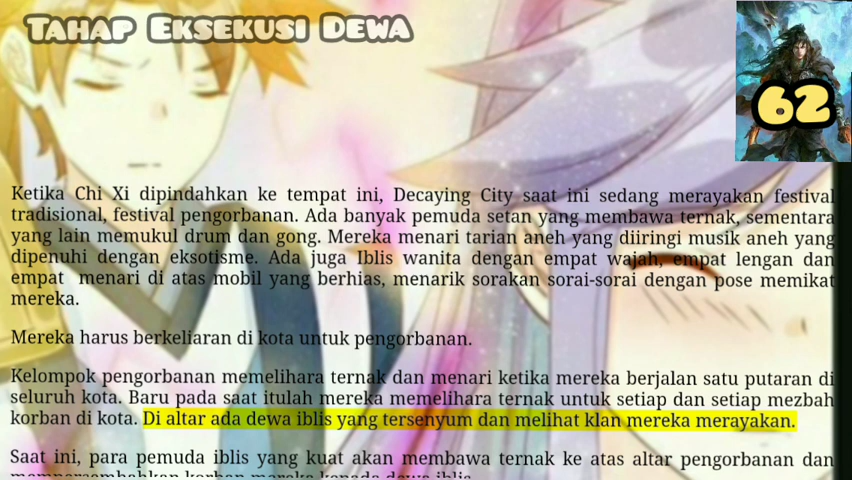 Tahap Eksekusi Dewa
62
Ketika Chi Xi dipindahkan ke tempat ini, Decaying City saat ini sedang merayakan festival
tradisional, festival pengorbanan. Ada banyak pemuda setan yang membawa ternak, sementara
yang lain memukul drum dan gong. Mereka menari tarian aneh yang diiringi musik aneh yang
dipenuhi dengan eksotisme. Ada juga Iblis wanita dengan empat wajah, empat lengan dan
empat menari di atas mobil yang berhias, menarik sorakan sorai-sorai dengan pose memikat
mereka.
Mereka harus berkeliaran di kota untuk pengorbanan.
Kelompok pengorbanan memelihara ternak dan menari ketika mereka berjalan satu putaran di
seluruh kota. Baru pada saat itulah mereka memelihara ternak untuk setiap dan setiap mezbah
korban di kota. Di altar ada dewa iblis yang tersenyum dan melihat klan mereka merayakan.
Saat ini, para pemuda iblis yang kuat akan membawa ternak ke atas altar pengorbanan dan
mempersembahkan korban mereka kepada dewa iblis.